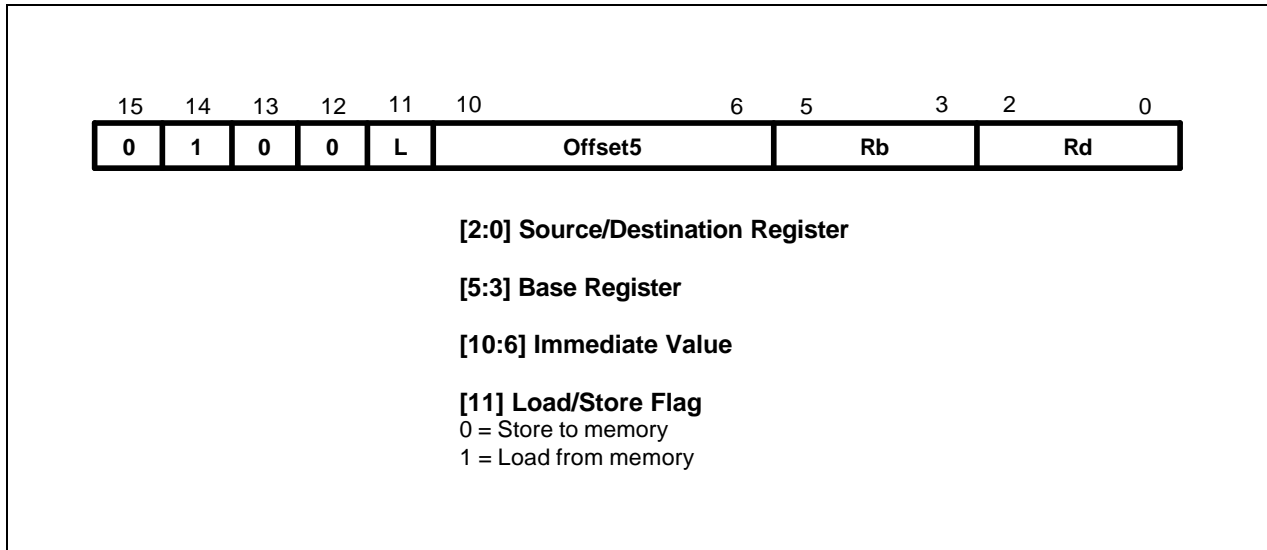 15 14 13 12 11 10 6 5 3 2 0
0 1 0 0 L Offset5 Rb Rd
[2:0] Source/Destination Register
[5:3] Base Register
[10:6] Immediate Value
[11] Load/Store Flag
0 = Store to memory
1 = Load from memory